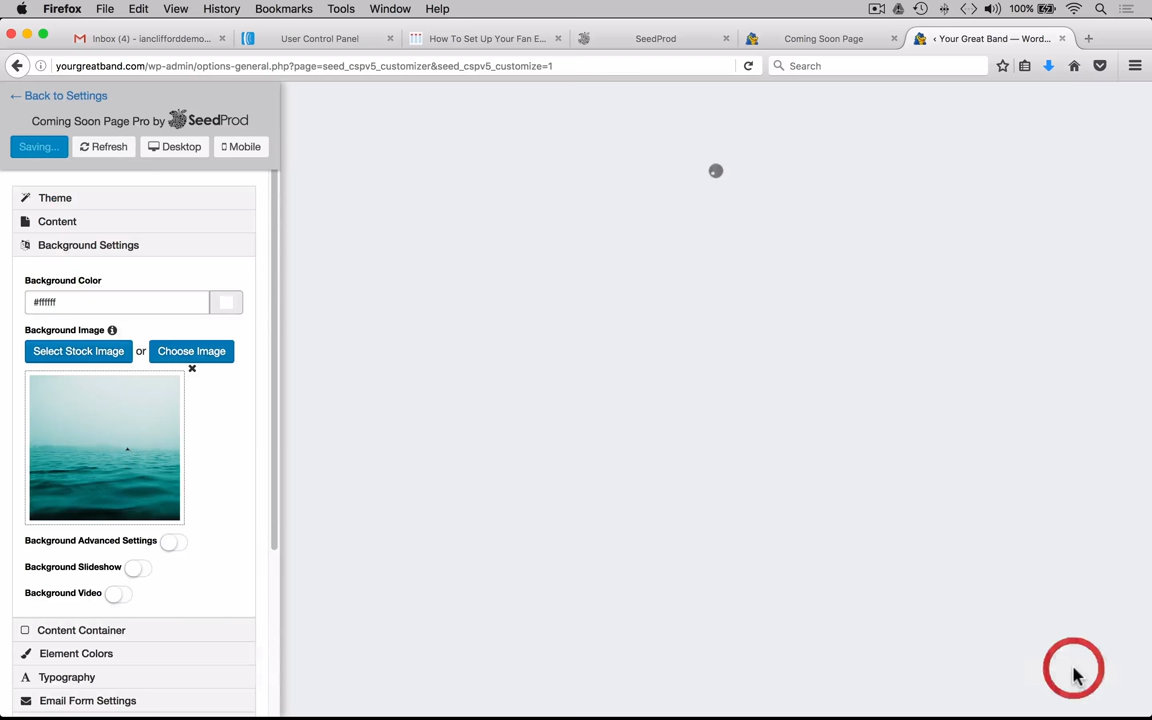 Firefox File Edit View History Bookmarks Tools Window Help 100%
Inbox (4) - ianclifforddemo... User Control Panel How To Set Up Your Fan E... SeedProd Coming Soon Page ‹ Your Great Band — Word...
yourgreatband.com/wp-admin/options-general.php?page=seed_cspv5_customizer&seed_cspv5_customize=1 Search
← Back to Settings
Coming Soon Page Pro by SeedProd
Saving... Refresh Desktop Mobile
Theme
Content
Background Settings
Background Color
#ffffff
Background Image
Select Stock Image or Choose Image
Background Advanced Settings
Background Slideshow
Background Video
Content Container
Element Colors
Typography
Email Form Settings